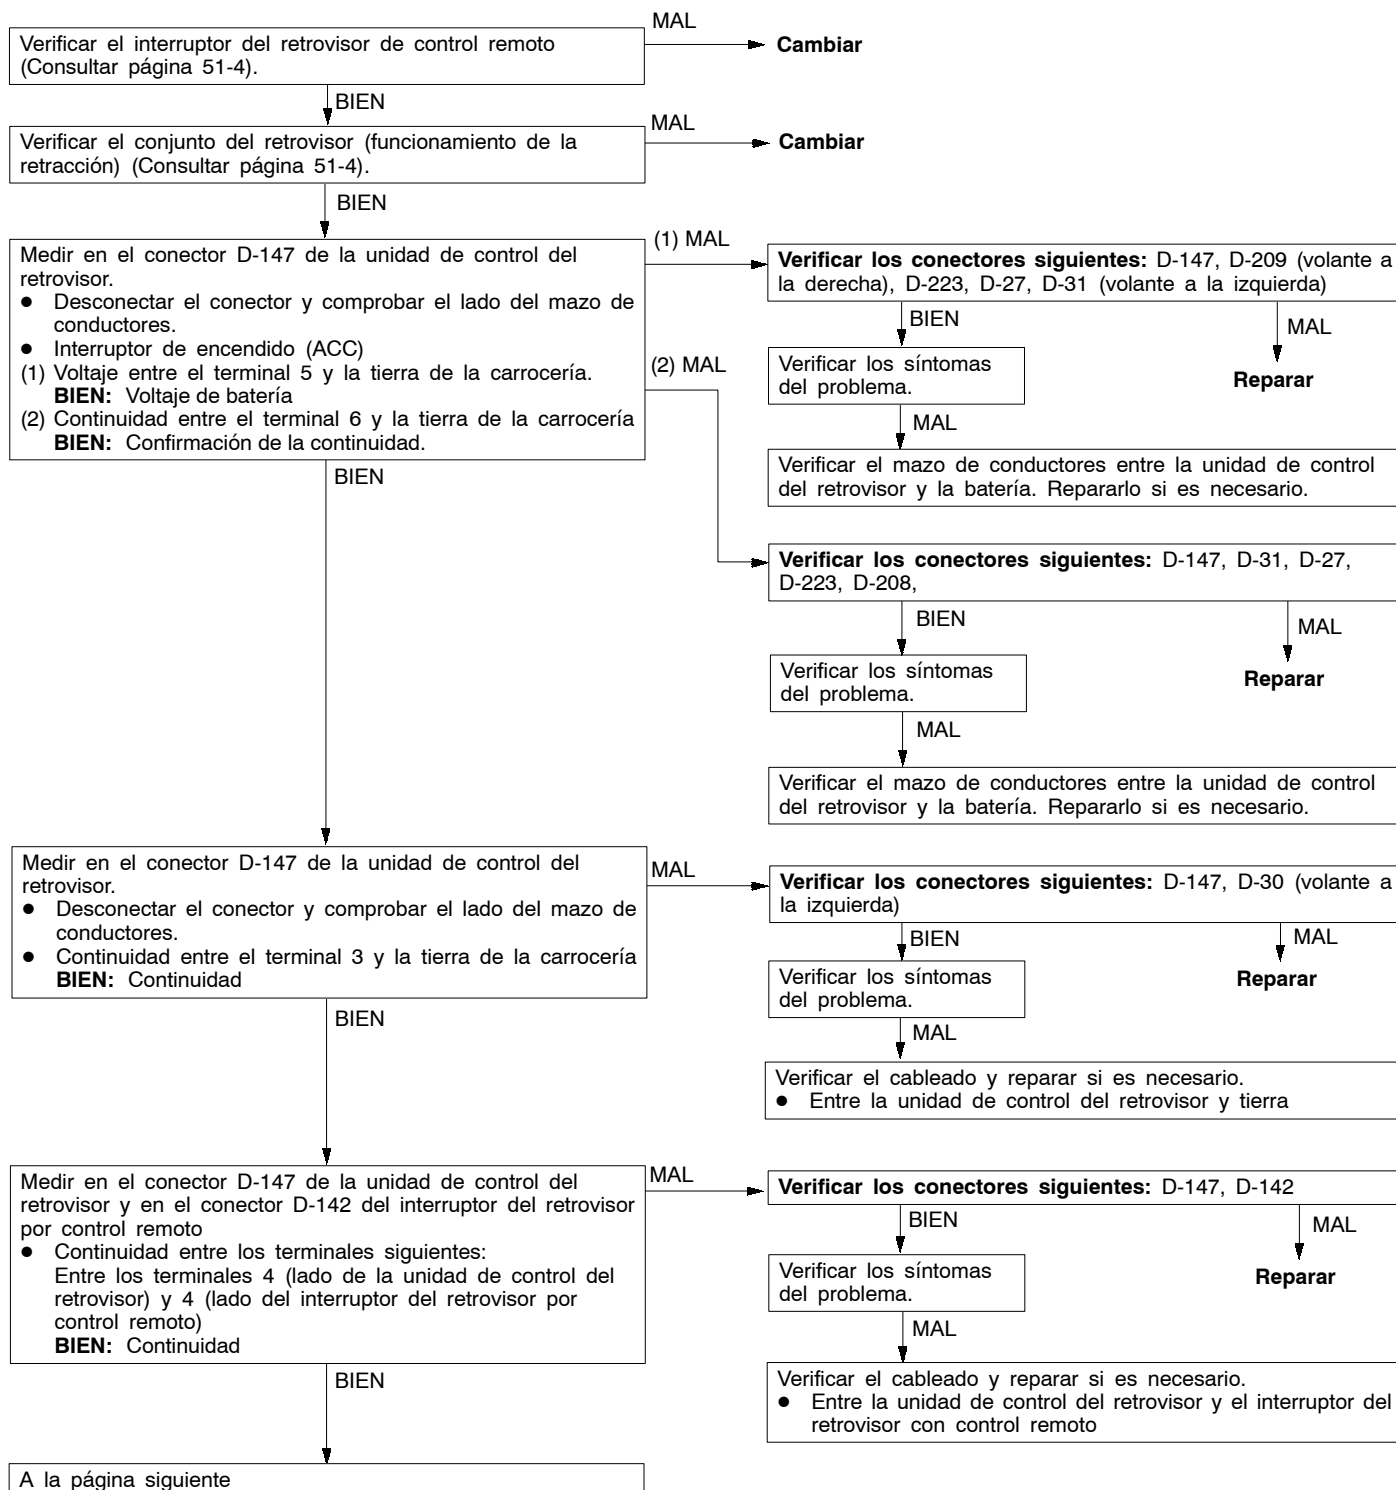 MAL
Verificar el interruptor del retrovisor de control remoto
(Consultar página 51-4).
Cambiar
BIEN
MAL
Verificar el conjunto del retrovisor (funcionamiento de la
retracción) (Consultar página 51-4).
Cambiar
BIEN
Medir en el conector D-147 de la unidad de control del
retrovisor.
● Desconectar el conector y comprobar el lado del mazo de
conductores.
● Interruptor de encendido (ACC)
(1) Voltaje entre el terminal 5 y la tierra de la carrocería.
BIEN: Voltaje de batería
(2) Continuidad entre el terminal 6 y la tierra de la carrocería
BIEN: Confirmación de la continuidad.
(1) MAL
Verificar los conectores siguientes: D-147, D-209 (volante a
la derecha), D-223, D-27, D-31 (volante a la izquierda)
BIEN
MAL
Verificar los síntomas
del problema.
Reparar
MAL
Verificar el mazo de conductores entre la unidad de control
del retrovisor y la batería. Repararlo si es necesario.
(2) MAL
Verificar los conectores siguientes: D-147, D-31, D-27,
D-223, D-208,
BIEN
MAL
Verificar los síntomas
del problema.
Reparar
MAL
Verificar el mazo de conductores entre la unidad de control
del retrovisor y la batería. Repararlo si es necesario.
BIEN
Medir en el conector D-147 de la unidad de control del
retrovisor.
● Desconectar el conector y comprobar el lado del mazo de
conductores.
● Continuidad entre el terminal 3 y la tierra de la carrocería
BIEN: Continuidad
MAL
Verificar los conectores siguientes: D-147, D-30 (volante a
la izquierda)
BIEN
MAL
Verificar los síntomas
del problema.
Reparar
MAL
Verificar el cableado y reparar si es necesario.
● Entre la unidad de control del retrovisor y tierra
BIEN
Medir en el conector D-147 de la unidad de control del
retrovisor y en el conector D-142 del interruptor del retrovisor
por control remoto
● Continuidad entre los terminales siguientes:
Entre los terminales 4 (lado de la unidad de control del
retrovisor) y 4 (lado del interruptor del retrovisor por
control remoto)
BIEN: Continuidad
MAL
Verificar los conectores siguientes: D-147, D-142
BIEN
MAL
Verificar los síntomas
del problema.
Reparar
MAL
Verificar el cableado y reparar si es necesario.
● Entre la unidad de control del retrovisor y el interruptor del
retrovisor con control remoto
BIEN
A la página siguiente